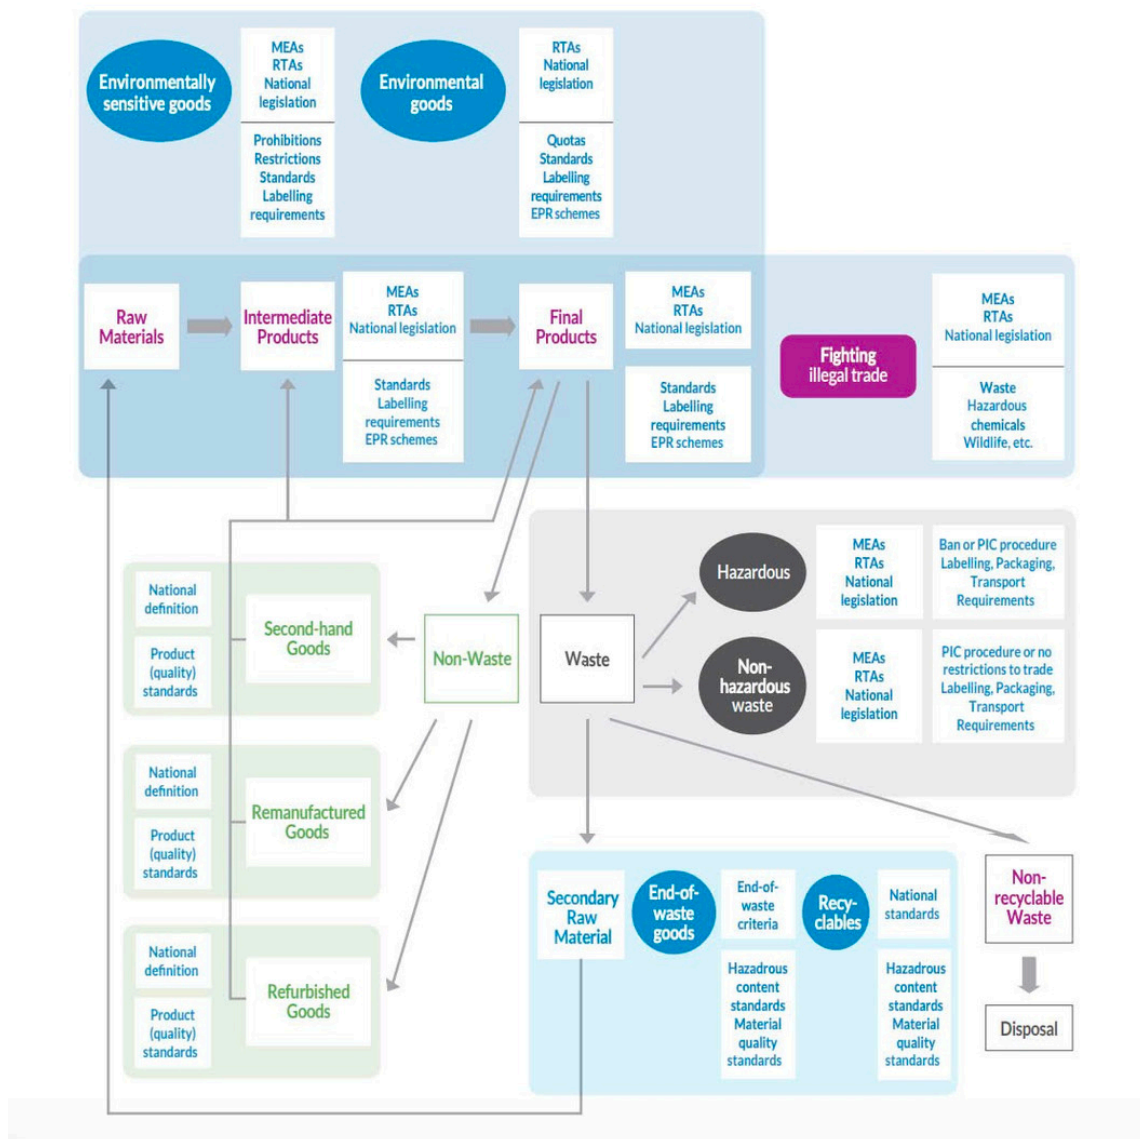 Environmentally
sensitive goods
MEAs
RTAs
National
legislation
Prohibitions
Restrictions
Standards
Labelling
requirements
Environmental
goods
RTAs
National
legislation
Quotas
Standards
Labelling
requirements
EPR schemes
Raw
Materials
Intermediate
Products
MEAs
RTAs
National legislation
Standards
Labelling
requirements
EPR schemes
Final
Products
MEAs
RTAs
National legislation
Standards
Labelling
requirements
EPR schemes
Fighting
illegal trade
MEAs
RTAs
National legislation
Waste
Hazardous
chemicals
Wildlife, etc.
National
definition
Product
(quality)
standards
Second-hand
Goods
Non-Waste
Waste
Hazardous
MEAs
RTAs
National
legislation
Ban or PIC procedure
Labelling, Packaging,
Transport
Requirements
Non-
hazardous
waste
MEAs
RTAs
National
legislation
PIC procedure or no
restrictions to trade
Labelling, Packaging,
Transport
Requirements
National
definition
Product
(quality)
standards
Remanufactured
Goods
National
definition
Product
(quality)
standards
Refurbished
Goods
Secondary
Raw
Material
End-of-
waste
goods
End-of-
waste
criteria
Hazadrous
content
standards
Material
quality
standards
Recy-
clables
National
standards
Hazadrous
content
standards
Material
quality
standards
Non-
recyclable
Waste
Disposal